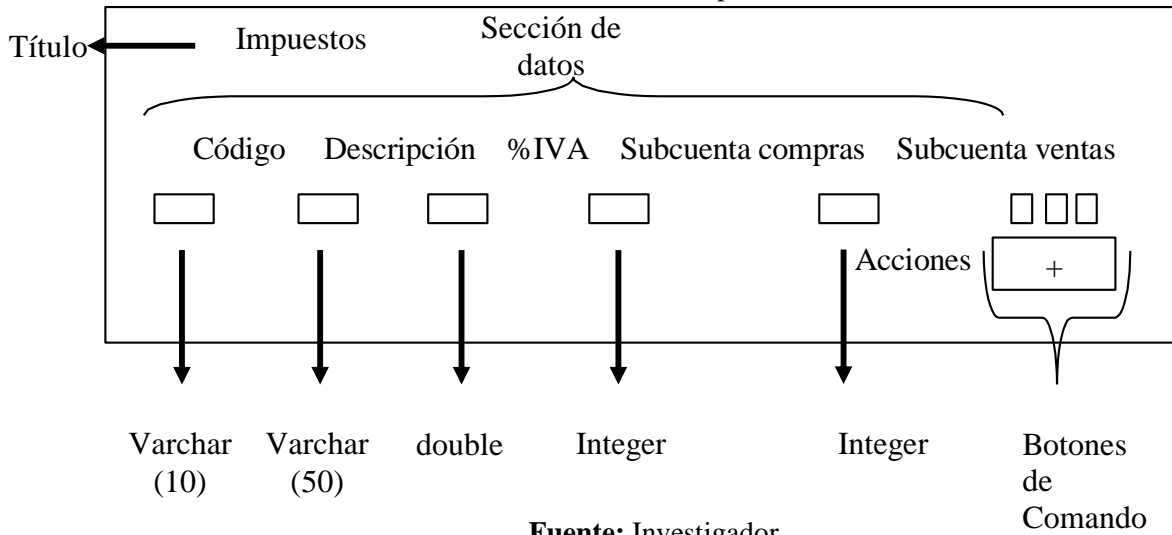 Título
Impuestos
Sección de
datos
Código Descripción %IVA Subcuenta compras Subcuenta ventas
Acciones
+
Varchar
(10)
Varchar
(50)
double
Integer
Integer
Botones
de
Comando
Fuente: Investigador